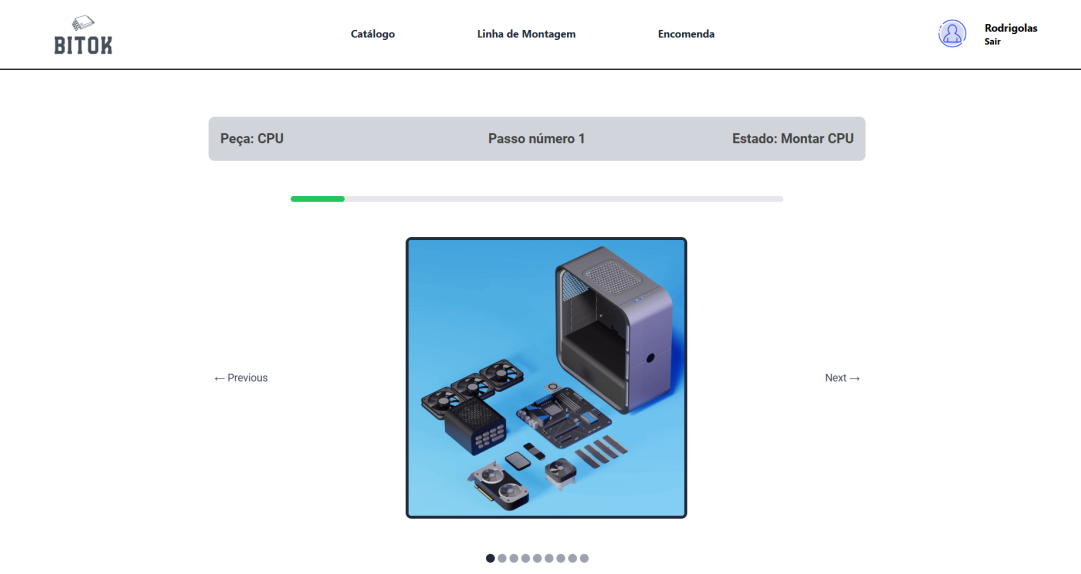 BITOK
Catálogo
Linha de Montagem
Encomenda
Rodrigolas
Sair
Peça: CPU
Passo número 1
Estado: Montar CPU
← Previous
Next →